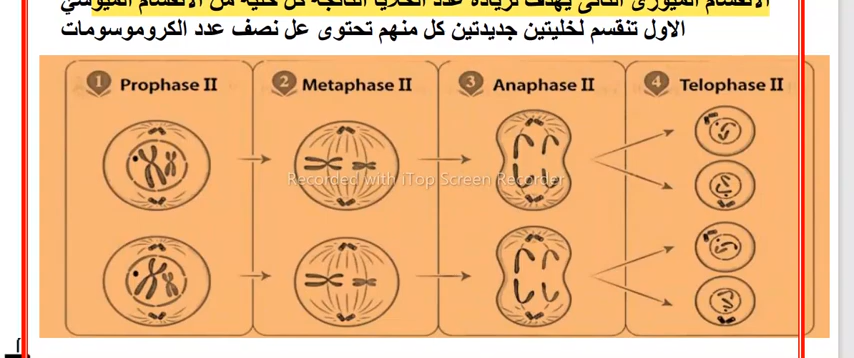 الانقسام الميوزى الثانى يهدف لزيادة عدد الخلايا الناتجة كل خلية من الانقسام الميوسي
الاول تنقسم لخليتين جديدتين كل منهم تحتوى عل نصف عدد الكروموسومات
1 Prophase II 2 Metaphase II 3 Anaphase II 4 Telophase II
Recorded with iTop Screen Recorder